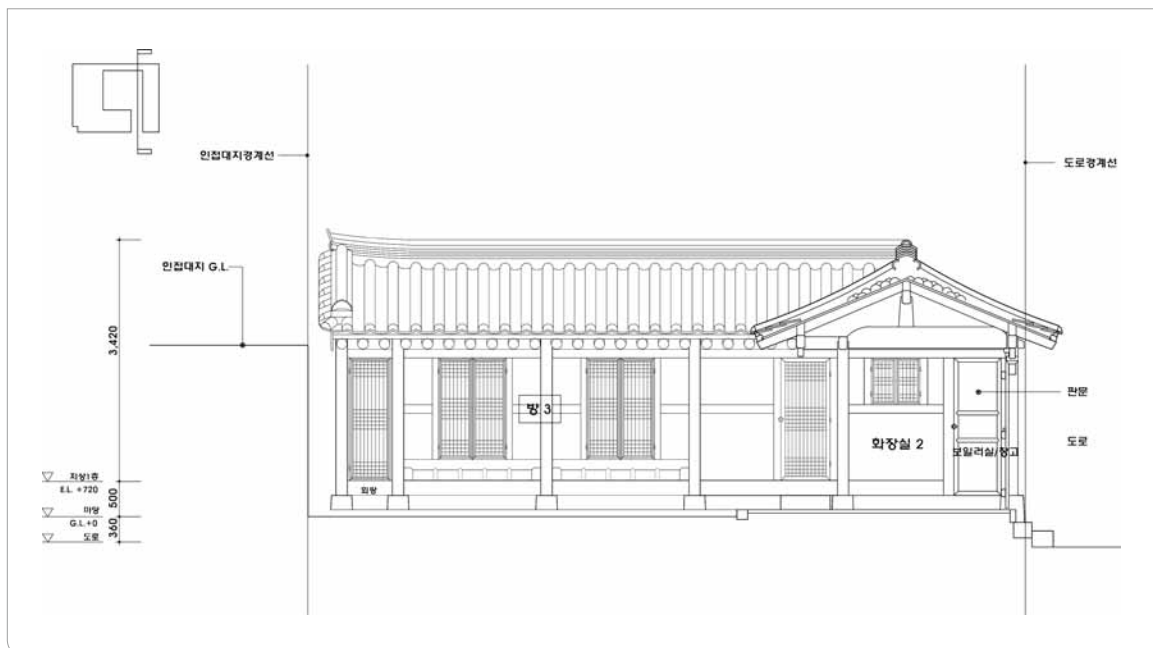 인접대지경계선
도로경계선
인접대지 G.L.
3,420
판문
방 3
도로
화장실 2
보일러실/창고
지상1층
E.L. +720
500
마당
G.L.+0
360
도로